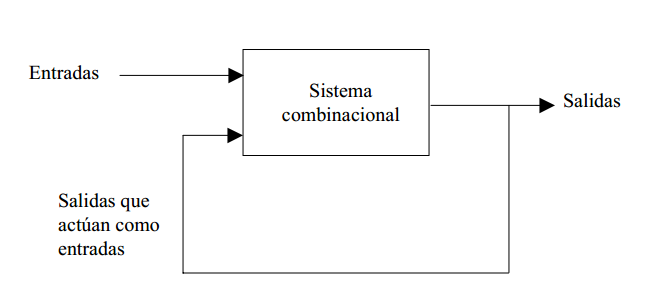 Entradas
Sistema
combinacional
Salidas
Salidas que
actúan como
entradas